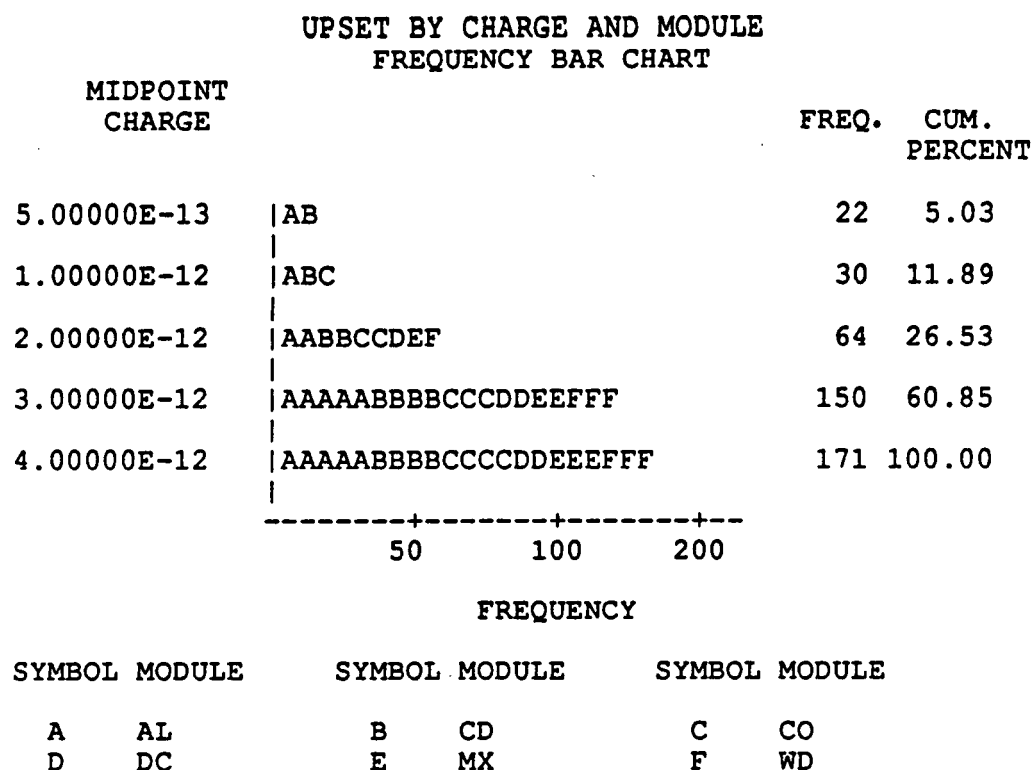 UPSET BY CHARGE AND MODULE
FREQUENCY BAR CHART
MIDPOINT
CHARGE FREQ. CUM.
PERCENT
5.00000E-13 |AB 22 5.03
1.00000E-12 |ABC 30 11.89
2.00000E-12 |AABBCCDEF 64 26.53
3.00000E-12 |AAAAABBBBCCCDDEEFFF 150 60.85
4.00000E-12 |AAAAABBBBCCCCDDEEEFFF 171 100.00
--------+-------+-------+--
50 100 200
FREQUENCY
SYMBOL MODULE SYMBOL MODULE SYMBOL MODULE
A AL B CD C CO
D DC E MX F WD